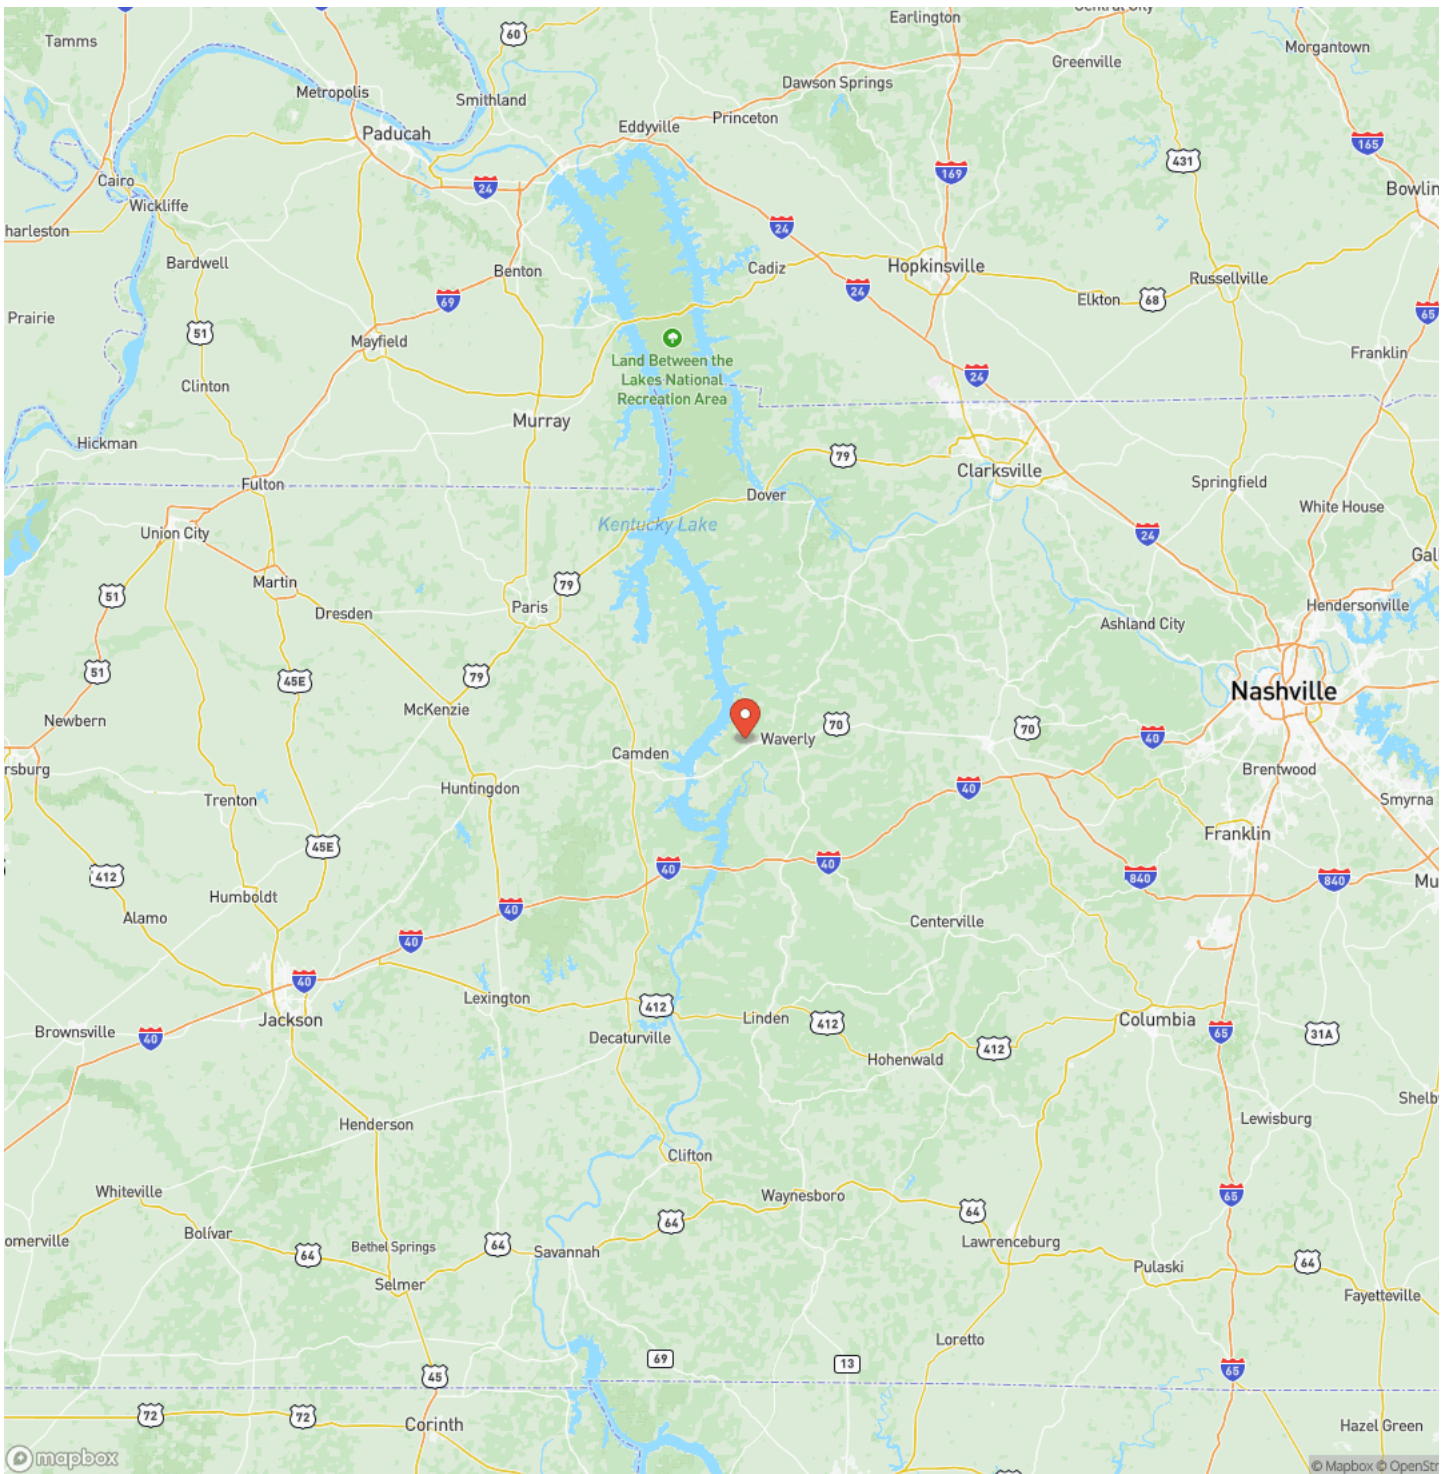 Central City
Earlington
Tamms
60
Morgantown
Greenville
Dawson Springs
Metropolis
Smithland
Princeton
Eddyville
Paducah
165
431
Cairo
24
169
Bowlin
Wickliffe
harleston
24
Bardwell
Benton
Cadiz
Hopkinsville
Russellville
24
69
Elkton
68
65
Prairie
51
Mayfield
Franklin
Land Between the
Lakes National
Recreation Area
24
Clinton
Murray
Hickman
79
Clarksville
Fulton
Dover
Springfield
White House
Kentucky Lake
Union City
24
Gal
Martin
79
51
Paris
Hendersonville
Dresden
Ashland City
51
79
45E
Nashville
McKenzie
Newbern
70
70
Waverly
40
Camden
rsburg
Brentwood
Huntingdon
40
Trenton
Smyrna
Franklin
45E
40
40
412
840
840
Mu
Humboldt
40
Alamo
Centerville
40
40
Lexington
412
Jackson
Linden
412
Columbia
Brownsville
40
65
31A
Decaturville
412
Hohenwald
Shelb
Henderson
Lewisburg
Clifton
Whiteville
Waynesboro
65
64
64
Bolívar
omerville
64
Bethel Springs
64
Savannah
Lawrenceburg
64
Pulaski
Selmer
Fayetteville
Loretto
69
13
65
45
72
72
Corinth
Hazel Green
mapbox
© Mapbox © OpenStr